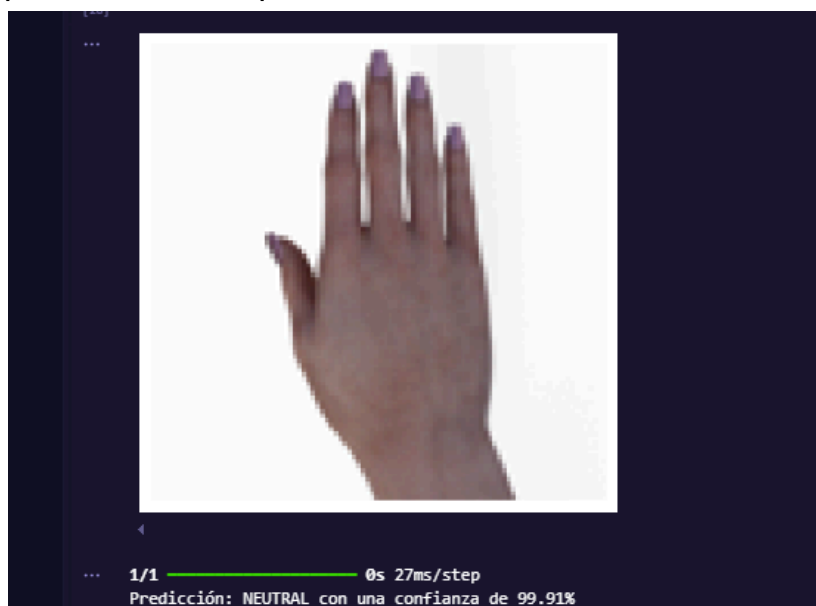 1/1 ━━━━━━━━━━━━━━━━━━━━ 0s 27ms/step
Predicción: NEUTRAL con una confianza de 99.91%